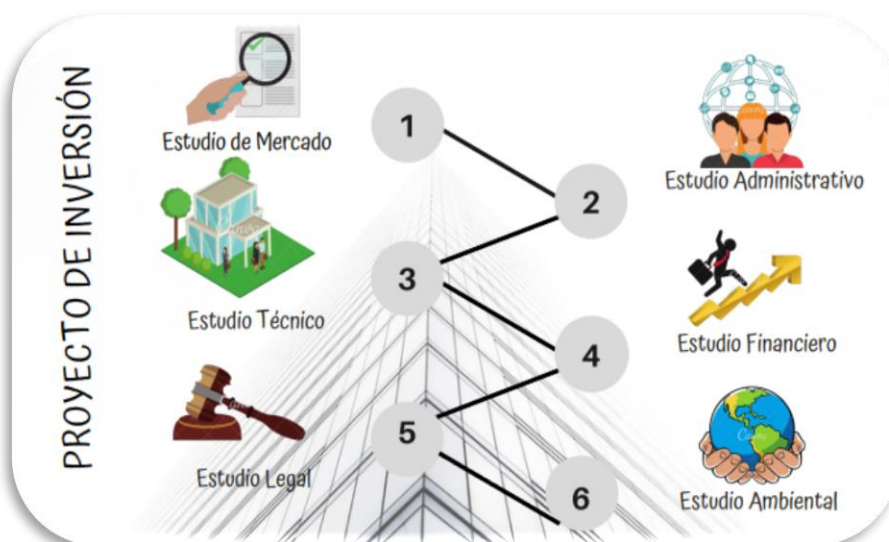 PROYECTO DE INVERSIÓN
Estudio de Mercado
1
Estudio Administrativo
2
Estudio Técnico
3
Estudio Financiero
4
Estudio Legal
5
Estudio Ambiental
6